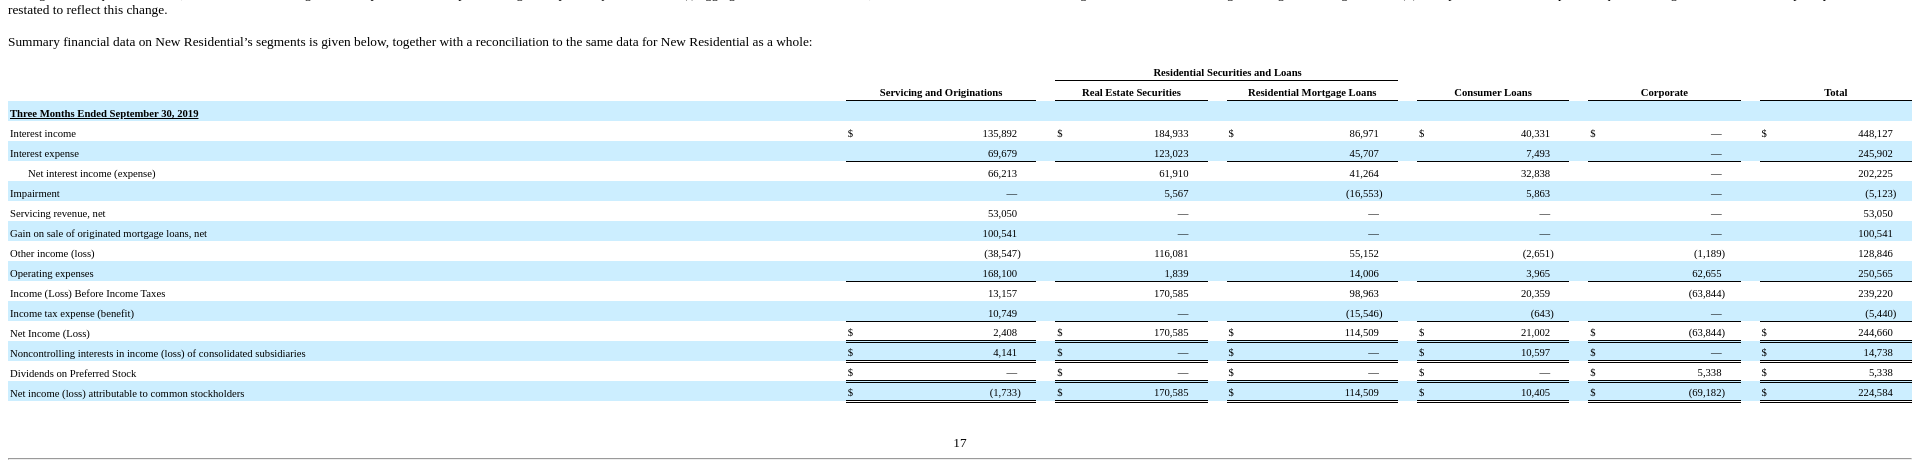 restated to reflect this change.
Summary financial data on New Residential’s segments is given below, together with a reconciliation to the same data for New Residential as a whole:
Residential Securities and Loans
Servicing and Originations Real Estate Securities Residential Mortgage Loans Consumer Loans Corporate Total
Three Months Ended September 30, 2019
Interest income $ 135,892 $ 184,933 $ 86,971 $ 40,331 $ — $ 448,127
Interest expense 69,679 123,023 45,707 7,493 — 245,902
Net interest income (expense) 66,213 61,910 41,264 32,838 — 202,225
Impairment — 5,567 (16,553) 5,863 — (5,123)
Servicing revenue, net 53,050 — — — — 53,050
Gain on sale of originated mortgage loans, net 100,541 — — — — 100,541
Other income (loss) (38,547) 116,081 55,152 (2,651) (1,189) 128,846
Operating expenses 168,100 1,839 14,006 3,965 62,655 250,565
Income (Loss) Before Income Taxes 13,157 170,585 98,963 20,359 (63,844) 239,220
Income tax expense (benefit) 10,749 — (15,546) (643) — (5,440)
Net Income (Loss) $ 2,408 $ 170,585 $ 114,509 $ 21,002 $ (63,844) $ 244,660
Noncontrolling interests in income (loss) of consolidated subsidiaries $ 4,141 $ — $ — $ 10,597 $ — $ 14,738
Dividends on Preferred Stock $ — $ — $ — $ — $ 5,338 $ 5,338
Net income (loss) attributable to common stockholders $ (1,733) $ 170,585 $ 114,509 $ 10,405 $ (69,182) $ 224,584
17